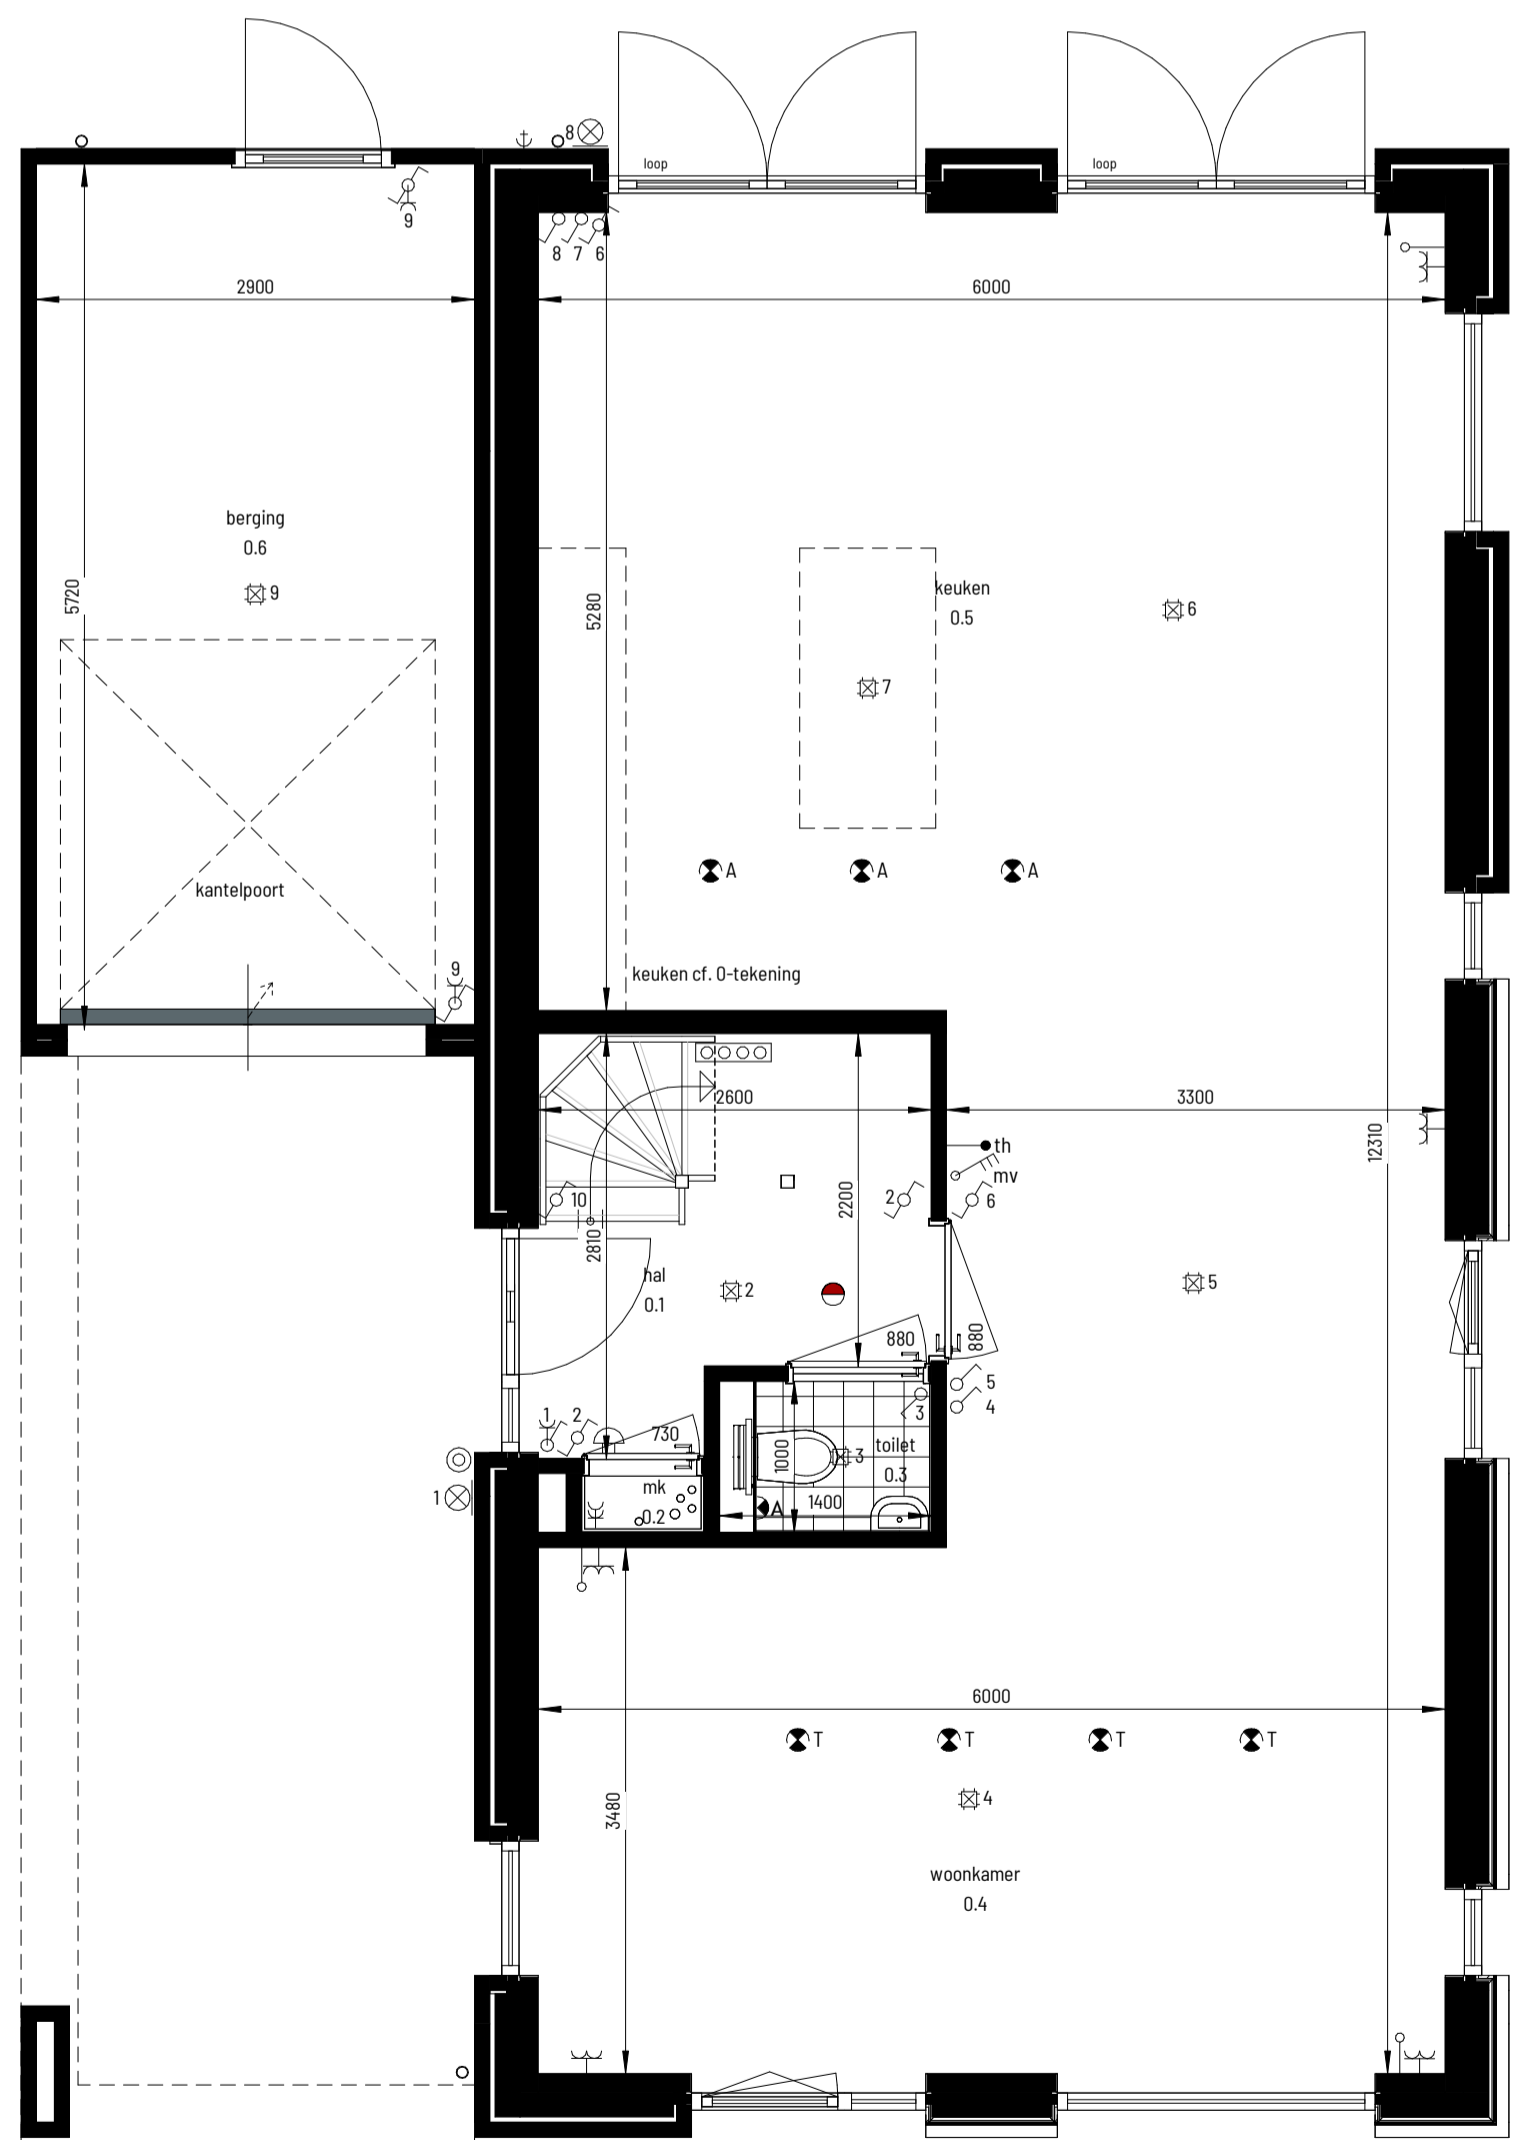 8
loop
loop
9
8 7 6
2900
6000
berging
0.6
9
5720
5280
keuken
0.5
6
7
kantelpoort
A
A
A
9
keuken cf. 0-tekening
2600
3300
12310
th
mv
10
2
6
2200
2810
hal
0.1
2
5
880
880
5
4
1
2
730
3
toilet
0.3
3
1000
1400
A
mk
0.2
1
6000
T
T
T
T
4
3480
woonkamer
0.4